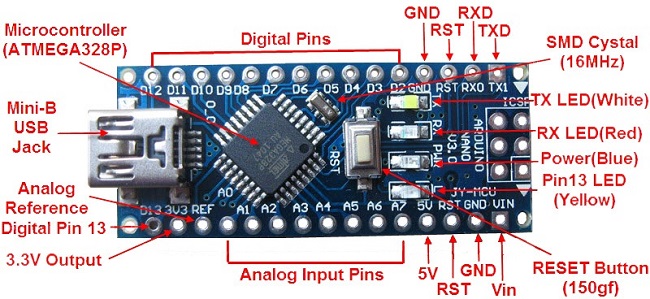 GND
RXD
RST
TXD
Microcontroller
(ATMEGA328P)
Digital Pins
SMD Cystal
(16MHz)
D12 D11 D10 D9 D8 D7 D6 D5 D4 D3 D2 GND RST RX0 TX1
Mini-B
USB
Jack
TX LED(White)
RX LED(Red)
Power(Blue)
Pin13 LED
(Yellow)
RST
PWR
ARDUINO
NANO
V3.0
JY-MCU
Analog
Reference
Digital Pin 13
3.3V Output
D13 3V3 REF A0 A1 A2 A3 A4 A5 A6 A7 5V RST GND VIN
Analog Input Pins
5V
RST
GND
Vin
RESET Button
(150gf)